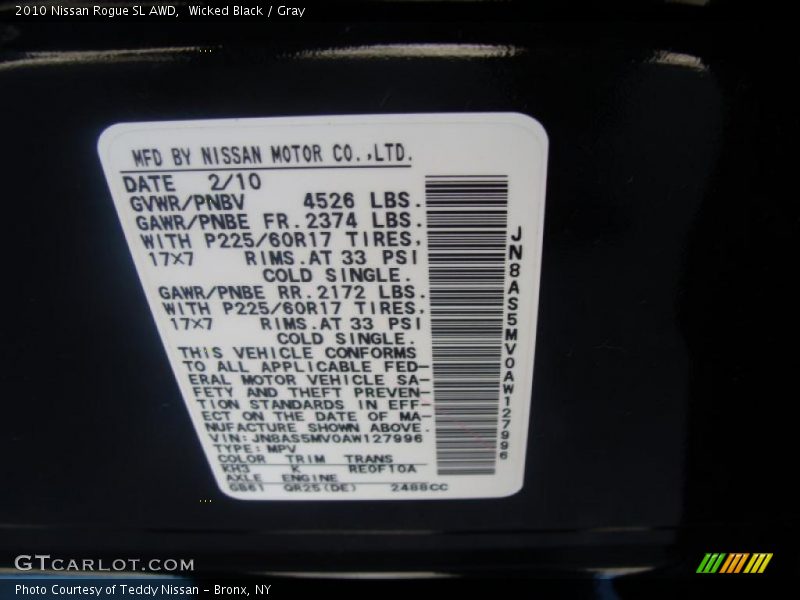 2010 Nissan Rogue SL AWD,  Wicked Black / Gray
MFD BY NISSAN MOTOR CO.,LTD.
DATE 2/10
GVWR/PNBV 4526 LBS.
GAWR/PNBE FR. 2374 LBS.
WITH P225/60R17 TIRES,
17×7 RIMS.AT 33 PSI
COLD SINGLE.
GAWR/PNBE RR. 2172 LBS.
WITH P225/60R17 TIRES,
17×7 RIMS.AT 33 PSI
COLD SINGLE.
THIS VEHICLE CONFORMS
TO ALL APPLICABLE FED-
ERAL MOTOR VEHICLE SA-
FETY AND THEFT PREVEN-
TION STANDARDS IN EFF-
ECT ON THE DATE OF MA-
NUFACTURE SHOWN ABOVE.
VIN: JN8AS5MV0AW127996
TYPE: MPV
COLOR TRIM TRANS
KH3 K RE0F10A
AXLE ENGINE
GB61 QR25(DE) 2488CC
JN8AS5MV0AW127996
GTCARLOT.COM
Photo Courtesy of Teddy Nissan – Bronx, NY